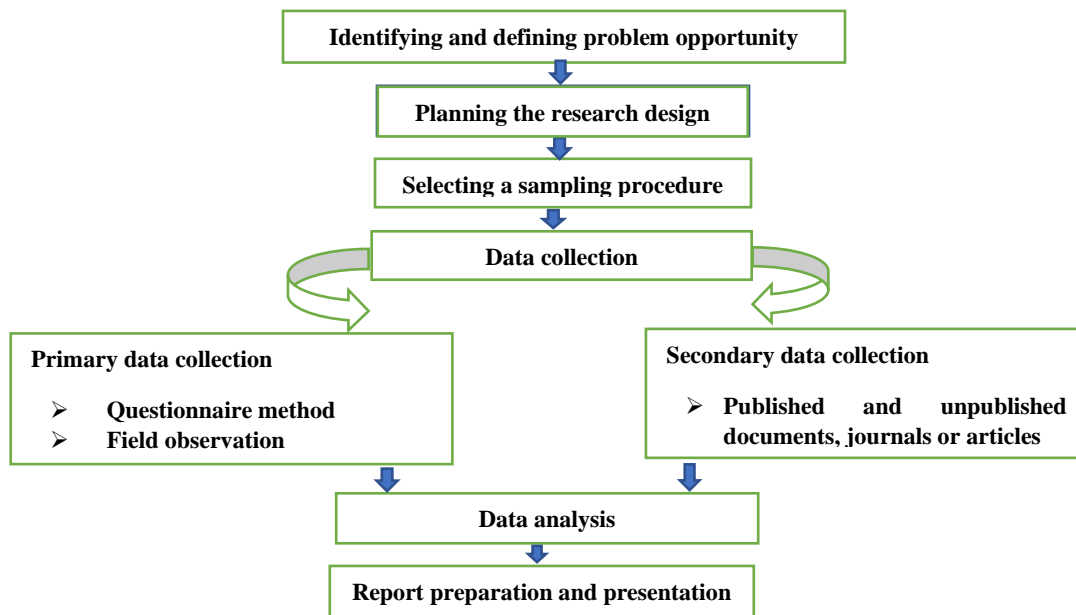 Identifying and defining problem opportunity
Planning the research design
Selecting a sampling procedure
Data collection
Primary data collection
➢ Questionnaire method
➢ Field observation
Secondary data collection
➢ Published and unpublished
documents, journals or articles
Data analysis
Report preparation and presentation